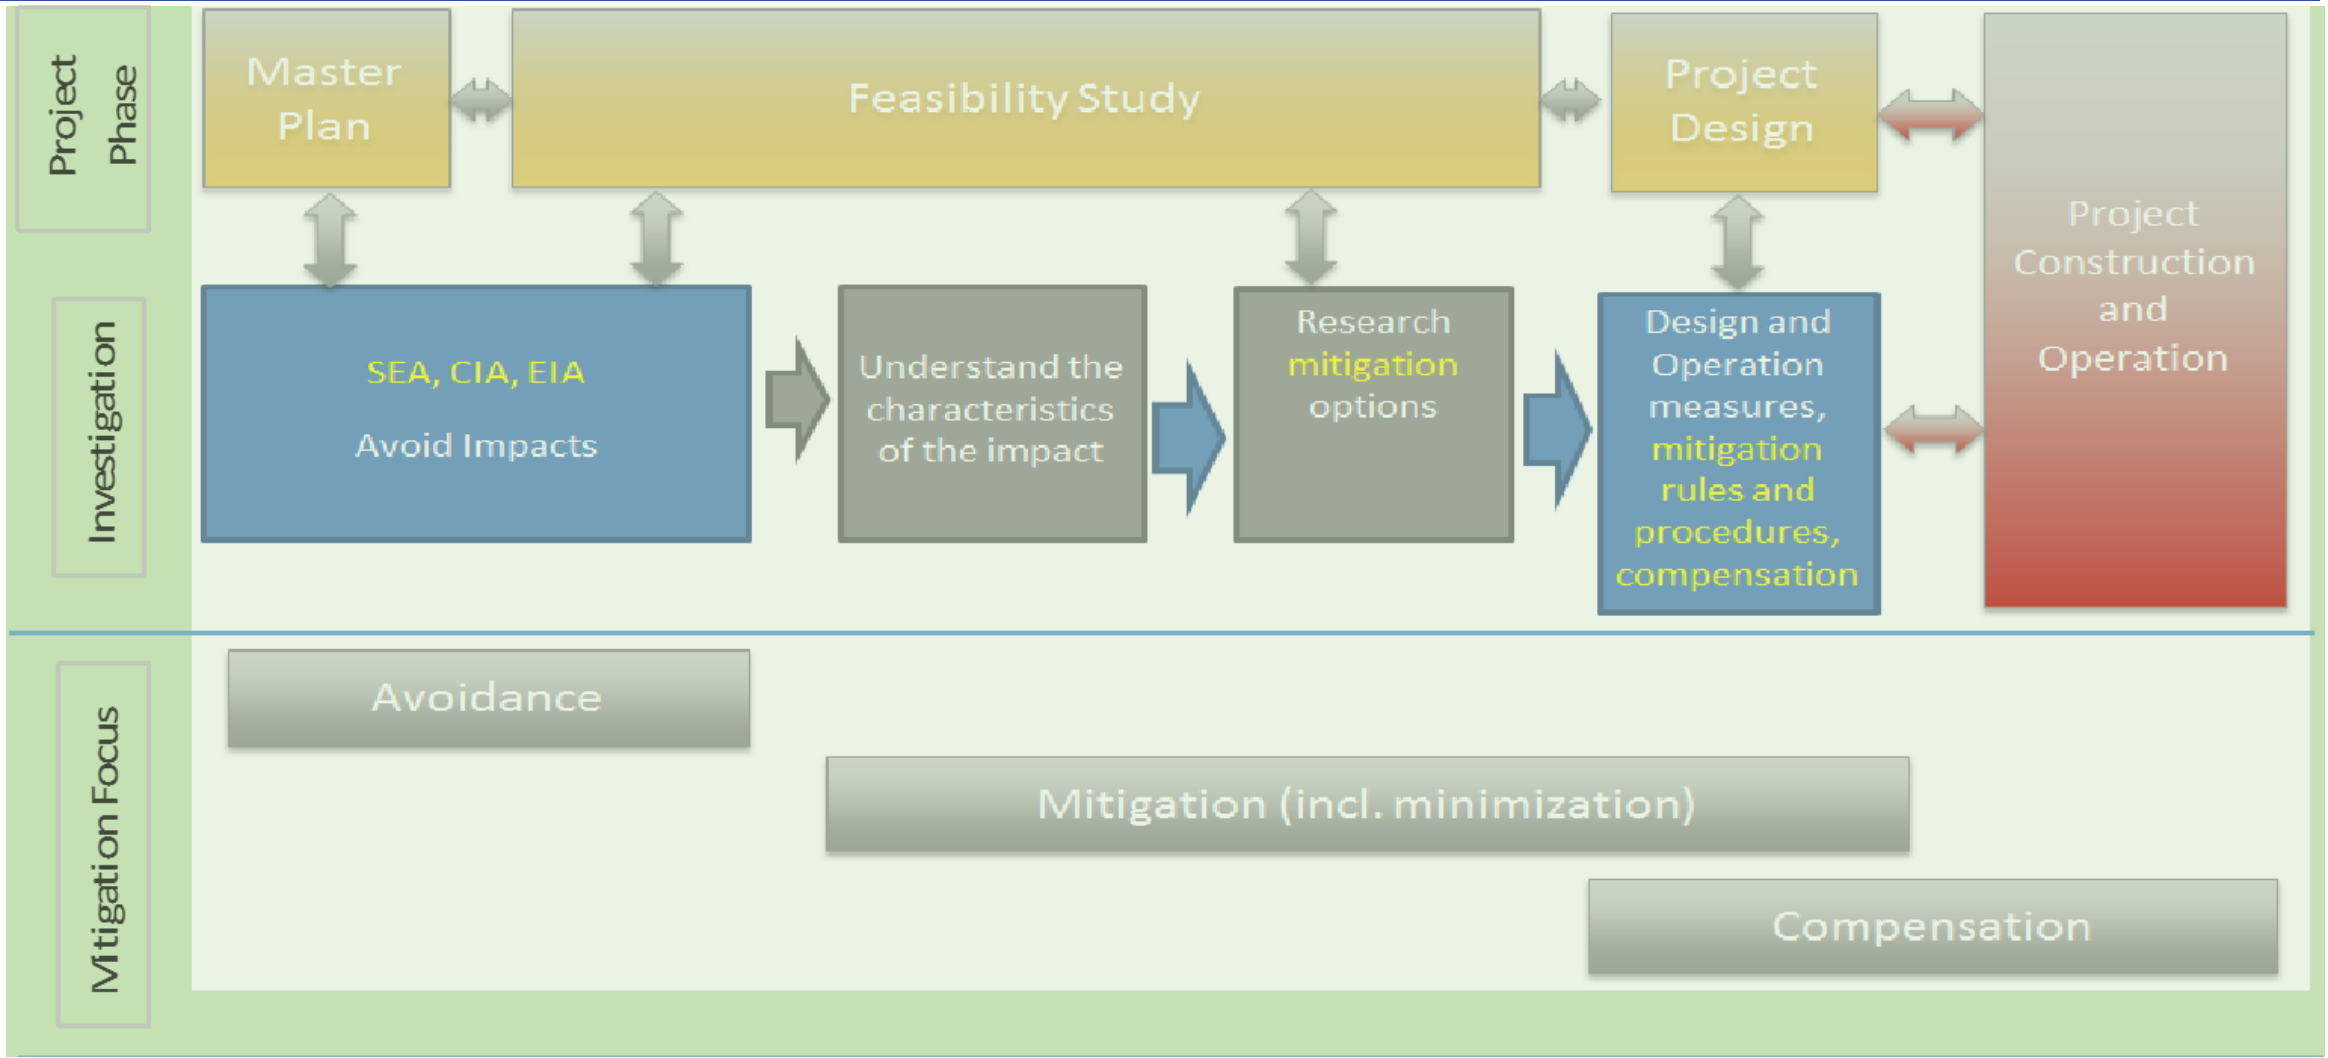 Project
Phase
Master
Plan
Feasibility Study
Project
Design
Project
Construction
and
Operation
Investigation
SEA, CIA, EIA
Avoid Impacts
Understand the
characteristics
of the impact
Research
mitigation
options
Design and
Operation
measures,
mitigation
rules and
procedures,
compensation
Mitigation Focus
Avoidance
Mitigation (incl. minimization)
Compensation